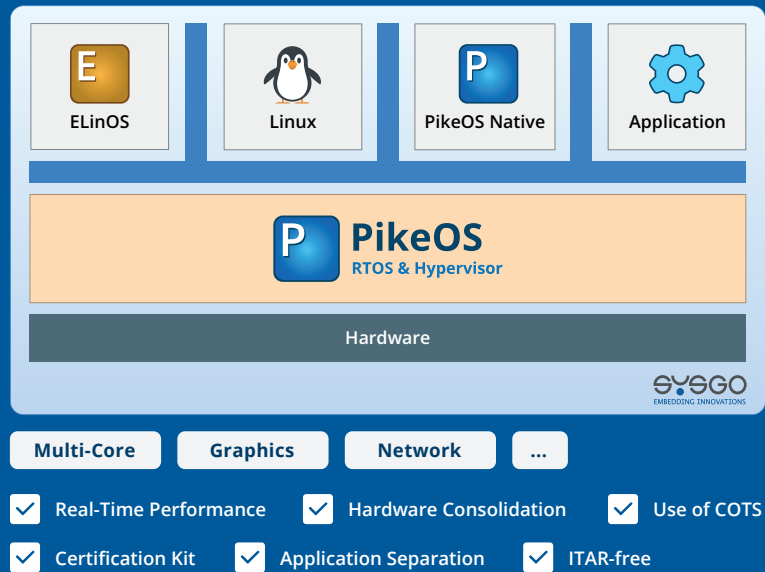 E
ELinOS
Linux
P
PikeOS Native
Application
P
PikeOS
RTOS & Hypervisor
Hardware
SYSGO
EMBEDDING INNOVATIONS
Multi-Core
Graphics
Network
...
Real-Time Performance
Hardware Consolidation
Use of COTS
Certification Kit
Application Separation
ITAR-free